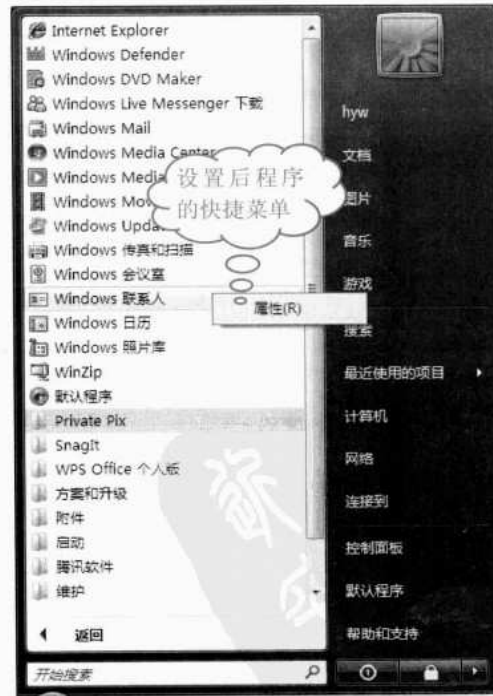 Internet Explorer
Windows Defender
Windows DVD Maker
Windows Live Messenger 下载
Windows Mail
Windows Media Center
Windows Media
Windows Mov
Windows Upda
Windows 传真和扫描
Windows 会议室
Windows 联系人
Windows 日历
Windows 照片库
WinZip
默认程序
Private Pix
SnagIt
WPS Office 个人版
方案和升级
附件
启动
腾讯软件
维护
返回
开始搜索
设置后程序
的快捷菜单
属性(R)
hyw
文档
图片
音乐
游戏
搜索
最近使用的项目
计算机
网络
连接到
控制面板
默认程序
帮助和支持